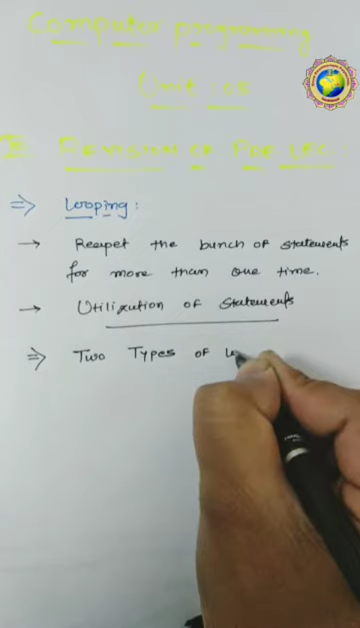 Computer programming
Unit: 03
REVISION OF PRE LEC:
⇒ Looping:
→ Reapet the bunch of statements
for more than one time.
→ Utilization of statements
⇒ Two Types of